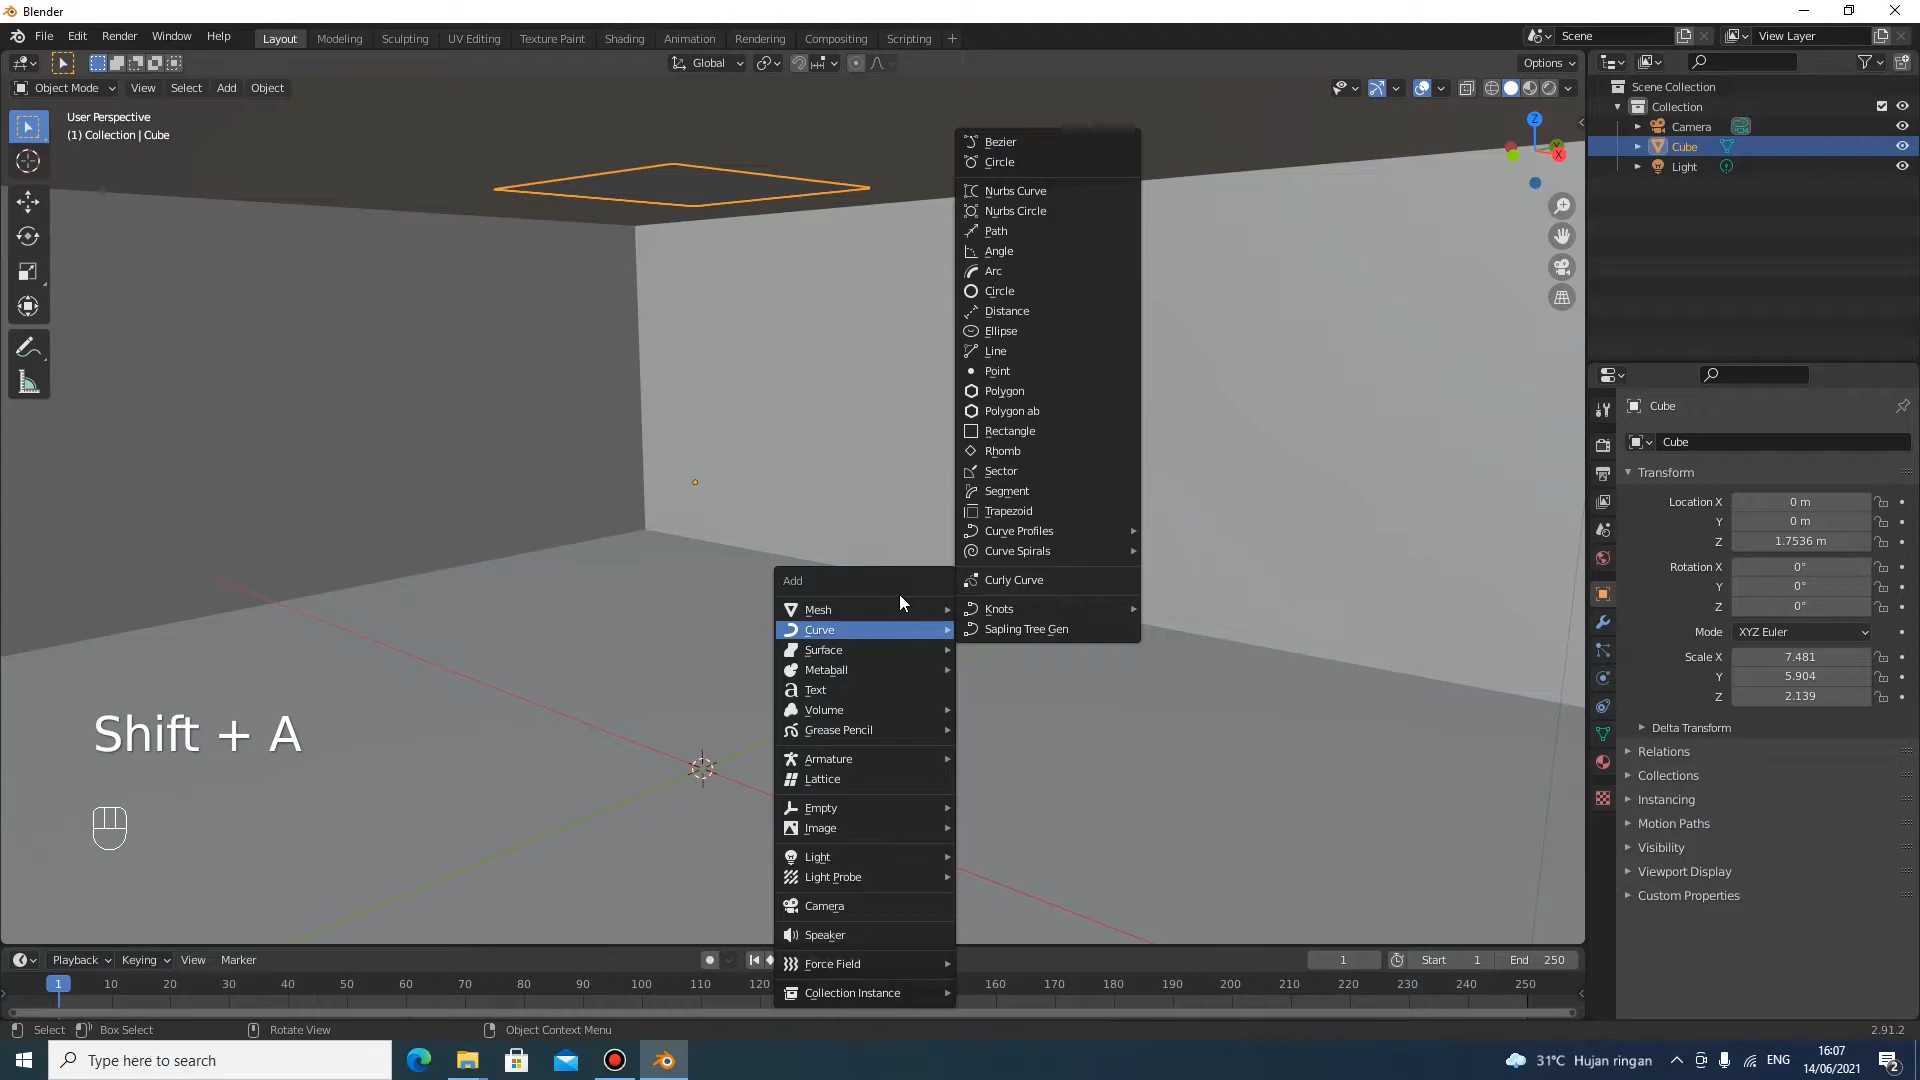 Blender
File Edit Render Window Help
Layout Modeling Sculpting UV Editing Texture Paint Shading Animation Rendering Compositing Scripting +
Scene
View Layer
Global
Options
Object Mode View Select Add Object
User Perspective
(1) Collection | Cube
Z
X
Scene Collection
Collection
Camera
Cube
Light
Bezier
Circle
Nurbs Curve
Nurbs Circle
Path
Angle
Arc
Circle
Distance
Ellipse
Line
Point
Polygon
Polygon ab
Rectangle
Rhomb
Sector
Segment
Trapezoid
Curve Profiles
Curve Spirals
Curly Curve
Knots
Sapling Tree Gen
Add
Mesh
Curve
Surface
Metaball
Text
Volume
Grease Pencil
Armature
Lattice
Empty
Image
Light
Light Probe
Camera
Speaker
Force Field
Collection Instance
Shift + A
Cube
Cube
Transform
Location X 0 m
Y 0 m
Z 1.7536 m
Rotation X 0°
Y 0°
Z 0°
Mode XYZ Euler
Scale X 7.481
Y 5.904
Z 2.139
Delta Transform
Relations
Collections
Instancing
Motion Paths
Visibility
Viewport Display
Custom Properties
Playback Keying View Marker
1 Start 1 End 250
1 10 20 30 40 50 60 70 80 90 100 110 120 160 170 180 190 200 210 220 230 240 250
Select Box Select Rotate View Object Context Menu 2.91.2
Type here to search
31°C Hujan ringan
ENG
16:07
14/06/2021
2